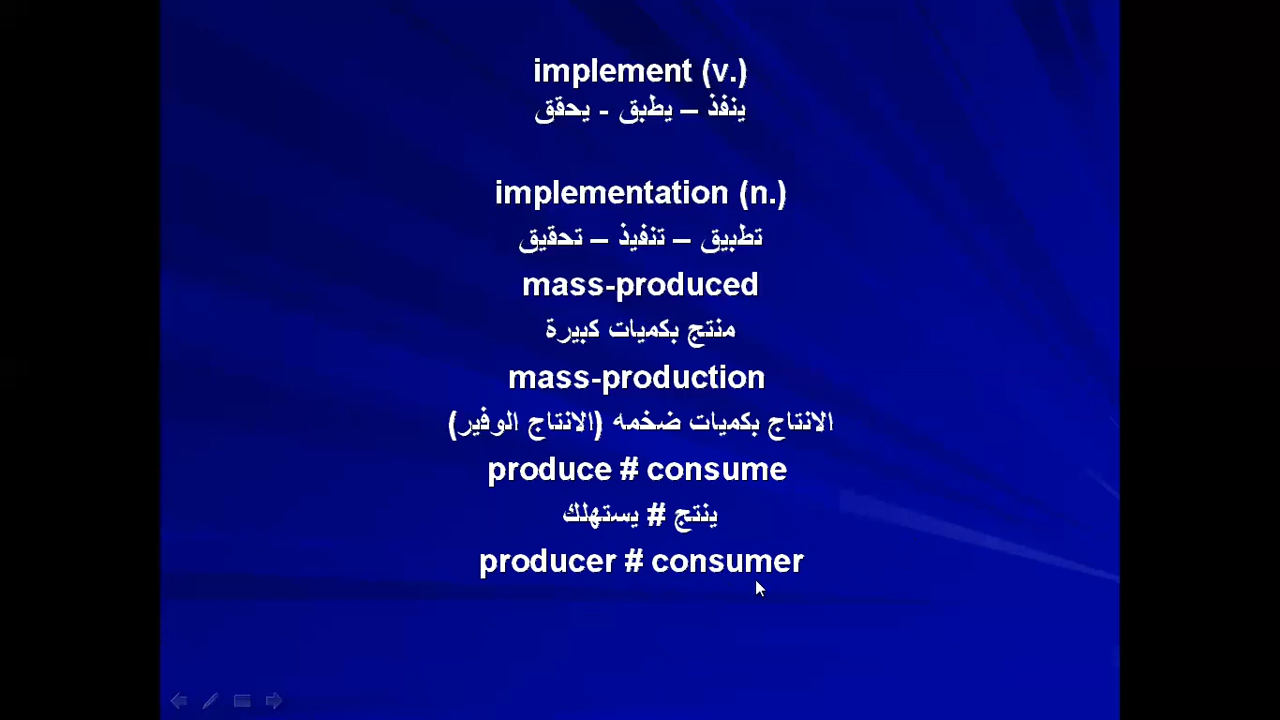 implement (v.)
ينفذ – يطبق - يحقق
implementation (n.)
تطبيق – تنفيذ – تحقيق
mass-produced
منتج بكميات كبيرة
mass-production
الانتاج بكميات ضخمه (الانتاج الوفير)
produce # consume
ينتج # يستهلك
producer # consumer